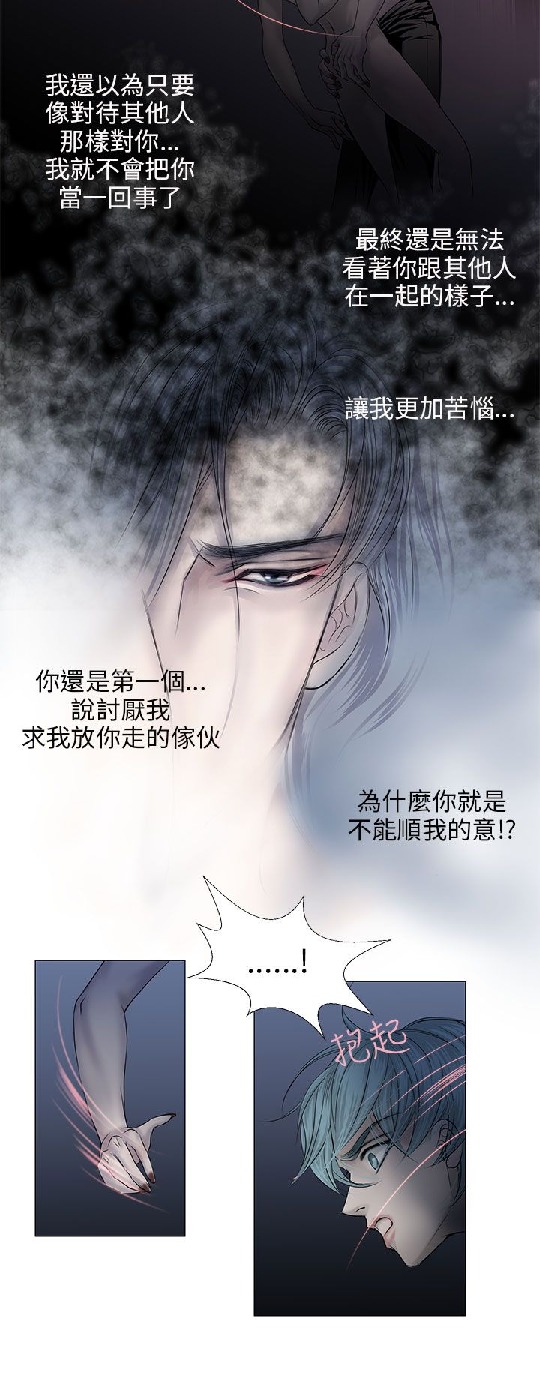 我還以為只要
像對待其他人
那樣對你...
我就不會把你
當一回事了
最終還是無法
看著你跟其他人
在一起的樣子...
讓我更加苦惱...
你還是第一個...
說討厭我
求我放你走的傢伙
為什麼你就是
不能順我的意!?
......!
抱起